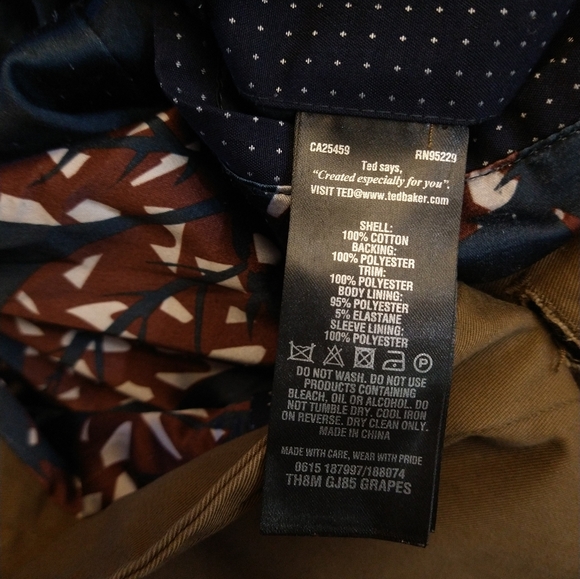 CA25459 RN95229
Ted says,
"Created especially for you".
VISIT TED@www.tedbaker.com
SHELL:
100% COTTON
BACKING:
100% POLYESTER
TRIM:
100% POLYESTER
BODY LINING:
95% POLYESTER
5% ELASTANE
SLEEVE LINING:
100% POLYESTER
P
DO NOT WASH. DO NOT USE
PRODUCTS CONTAINING
BLEACH, OIL OR ALCOHOL. DO
NOT TUMBLE DRY. COOL IRON
ON REVERSE. DRY CLEAN ONLY.
MADE IN CHINA
MADE WITH CARE, WEAR WITH PRIDE
0615 187997/188074
TH8M GJ85 GRAPES